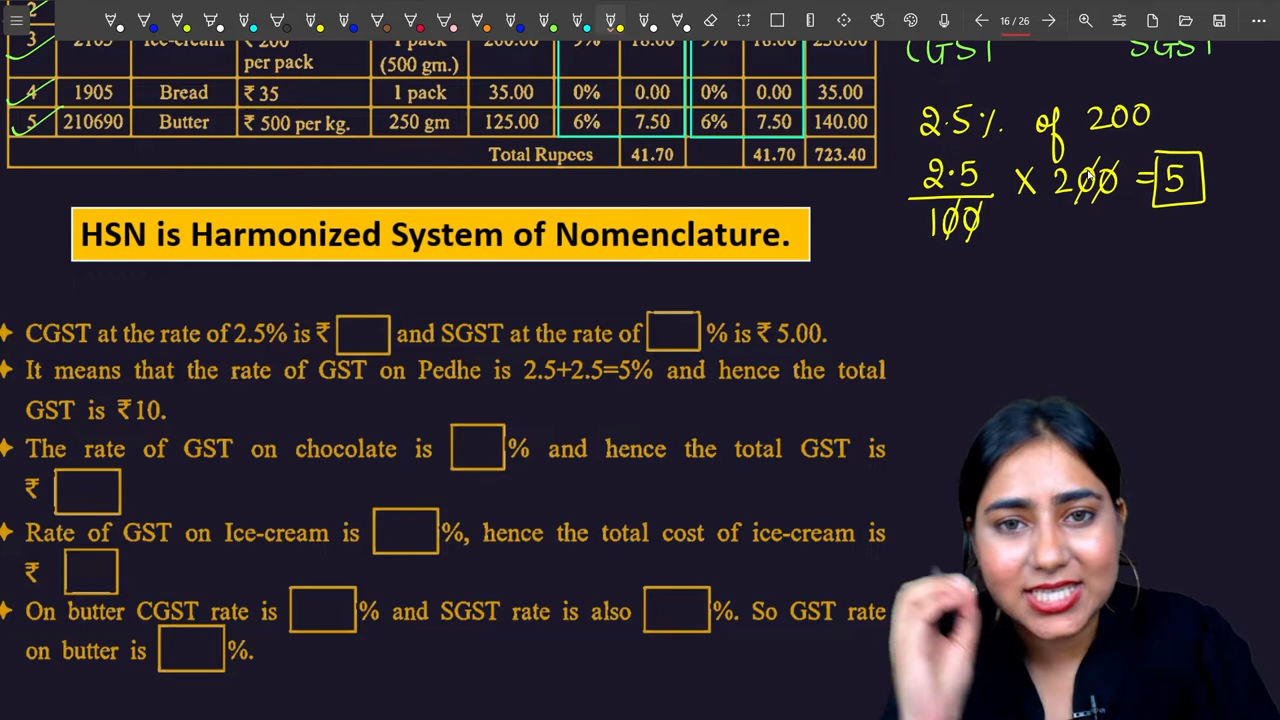 16/26
3 2105 Ice-cream ₹ 200 per pack 1 pack (500 gm.) 200.00 9% 18.00 9% 18.00 236.00
4 1905 Bread ₹ 35 1 pack 35.00 0% 0.00 0% 0.00 35.00
5 210690 Butter ₹ 500 per kg. 250 gm 125.00 6% 7.50 6% 7.50 140.00
Total Rupees 41.70 41.70 723.40
CGST SGST
2.5% of 200
2.5/100 X 200 = 5
HSN is Harmonized System of Nomenclature.
CGST at the rate of 2.5% is ₹ and SGST at the rate of % is ₹ 5.00.
It means that the rate of GST on Pedhe is 2.5+2.5=5% and hence the total
GST is ₹ 10.
The rate of GST on chocolate is % and hence the total GST is
₹
Rate of GST on Ice-cream is %, hence the total cost of ice-cream is
₹
On butter CGST rate is % and SGST rate is also %. So GST rate
on butter is %.